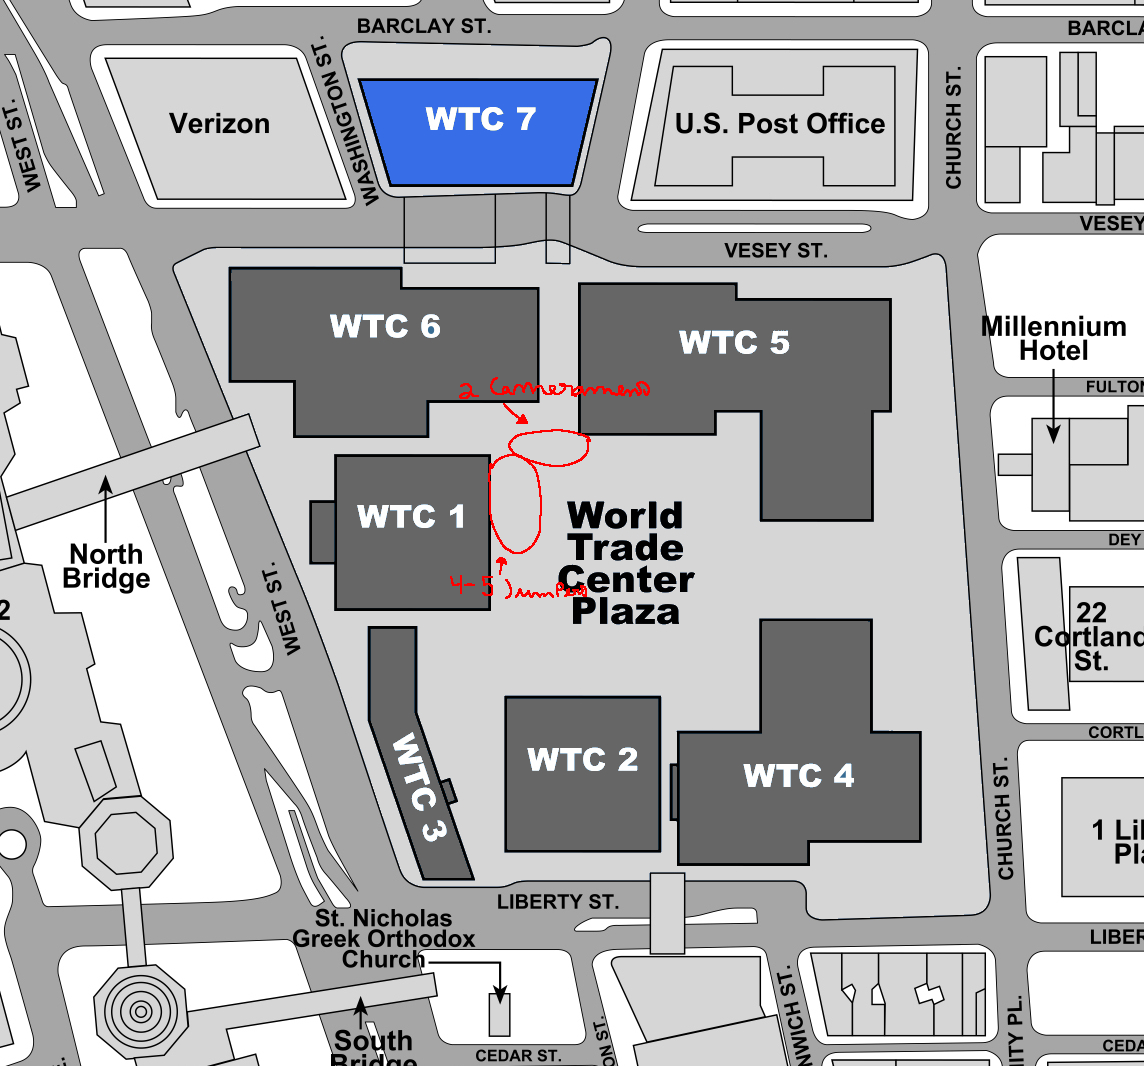 BARCLAY ST.
BARCLA
WEST ST.
WASHINGTON ST.
CHURCH ST.
Verizon
WTC 7
U.S. Post Office
VESEY
VESEY ST.
WTC 6
WTC 5
Millennium
Hotel
FULTON
2 Cameramens
WTC 1
World
Trade
Center
Plaza
North
Bridge
DEY
4-5 Jumpers
WEST ST.
2
22
Cortland
St.
CORTL
WTC 3
WTC 2
WTC 4
CHURCH ST.
1 Lil
Pla
LIBERTY ST.
LIBER
St. Nicholas
Greek Orthodox
Church
South
Bridge
CEDAR ST.
ON ST.
NWICH ST.
ITY PL.
CEDA